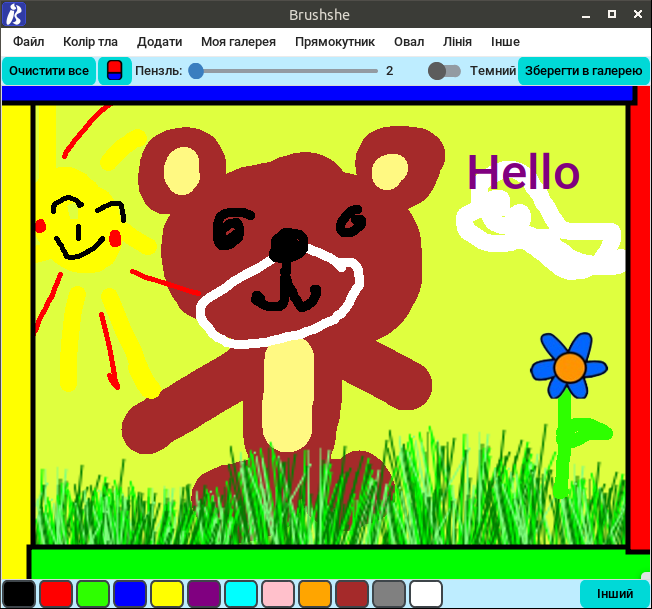 Brushshe
Файл Колір тла Додати Моя галерея Прямокутник Овал Лінія Інше
Очистити все Пензль: 2 Темний Зберегти в галерею
Hello
Інший